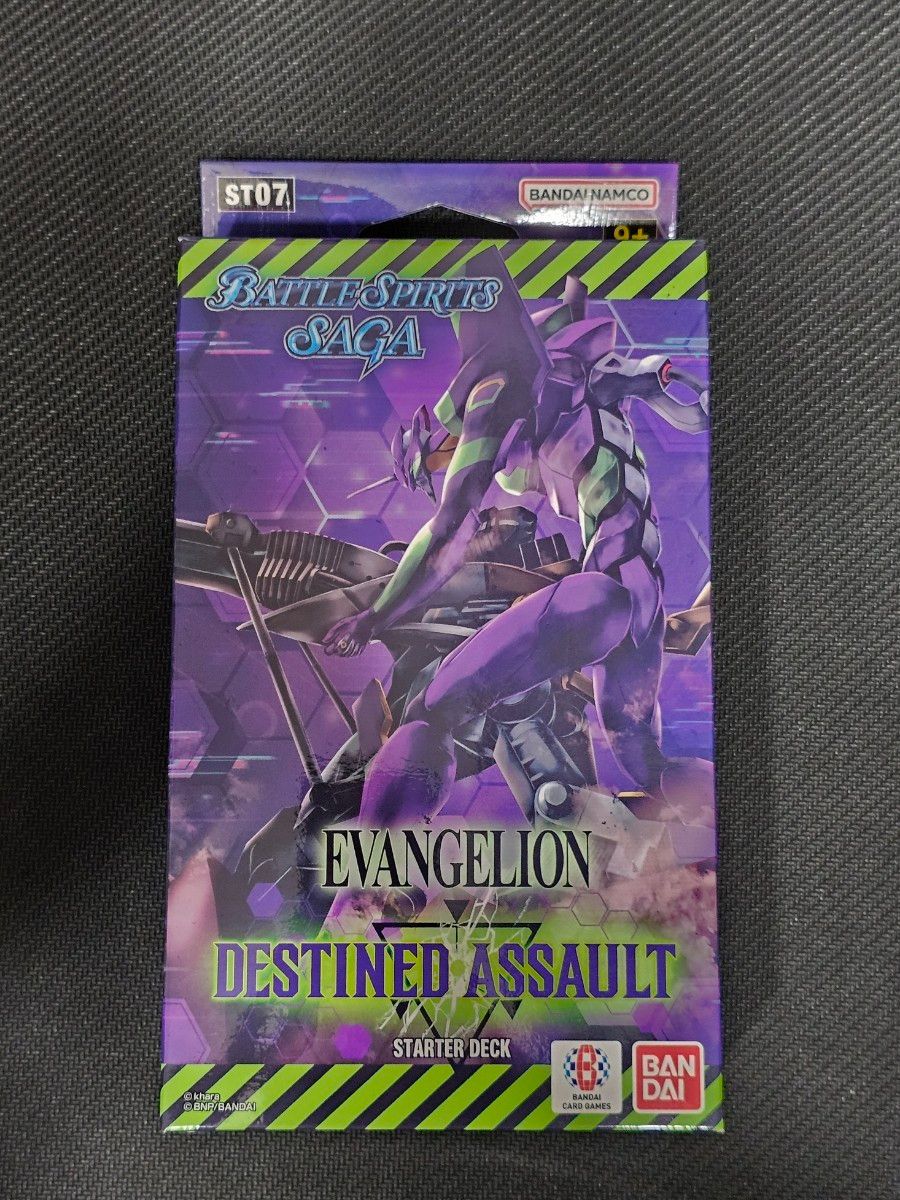 ST07
BANDAI NAMCO
9+
BATTLE SPIRITS
SAGA
EVANGELION
DESTINED ASSAULT
STARTER DECK
©khara
©BNP/BANDAI
B
BANDAI
CARD GAMES
BAN
DAI